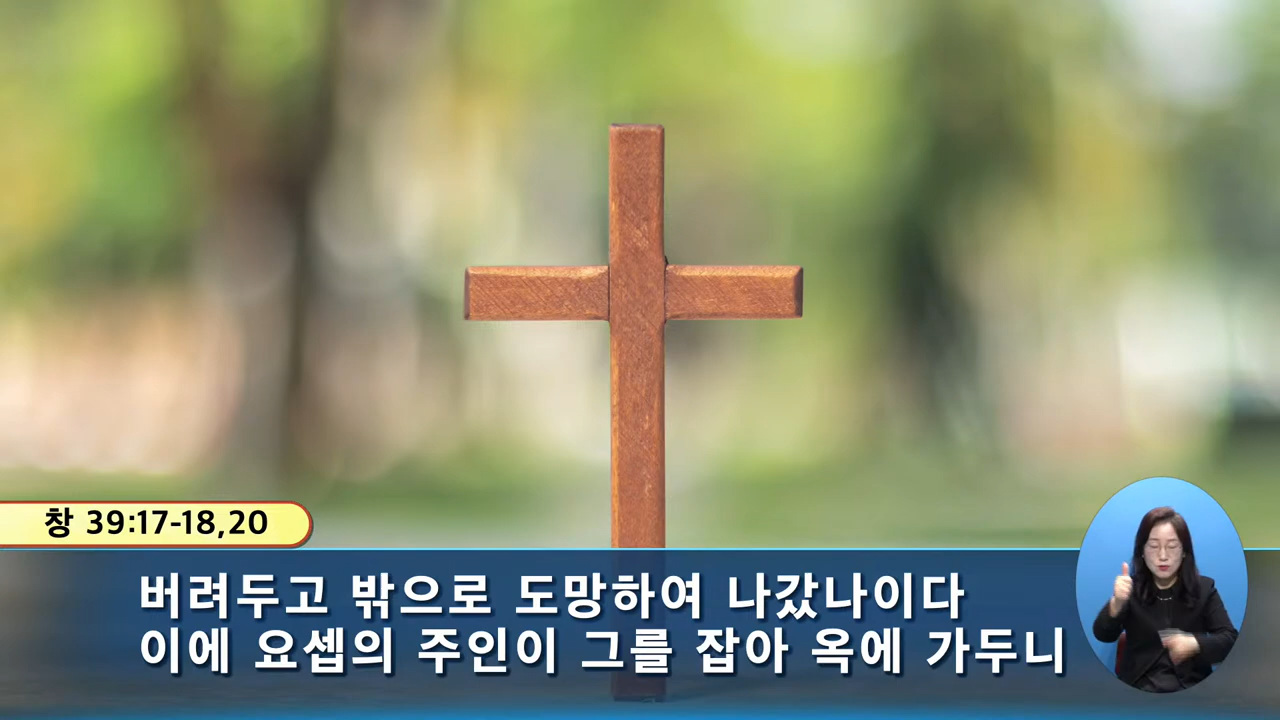 창 39:17-18,20
버려두고 밖으로 도망하여 나갔나이다
이에 요셉의 주인이 그를 잡아 옥에 가두니